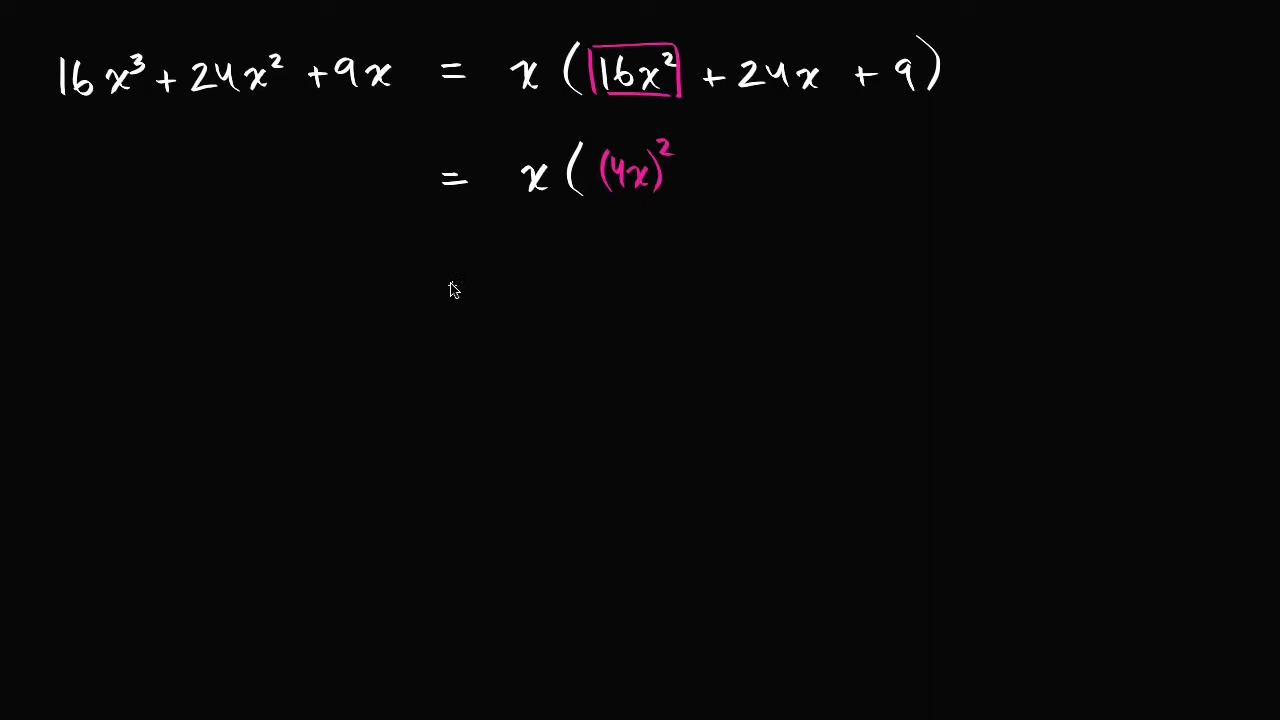 16x³ + 24x² + 9x = x(16x² + 24x + 9)
= x((4x)²